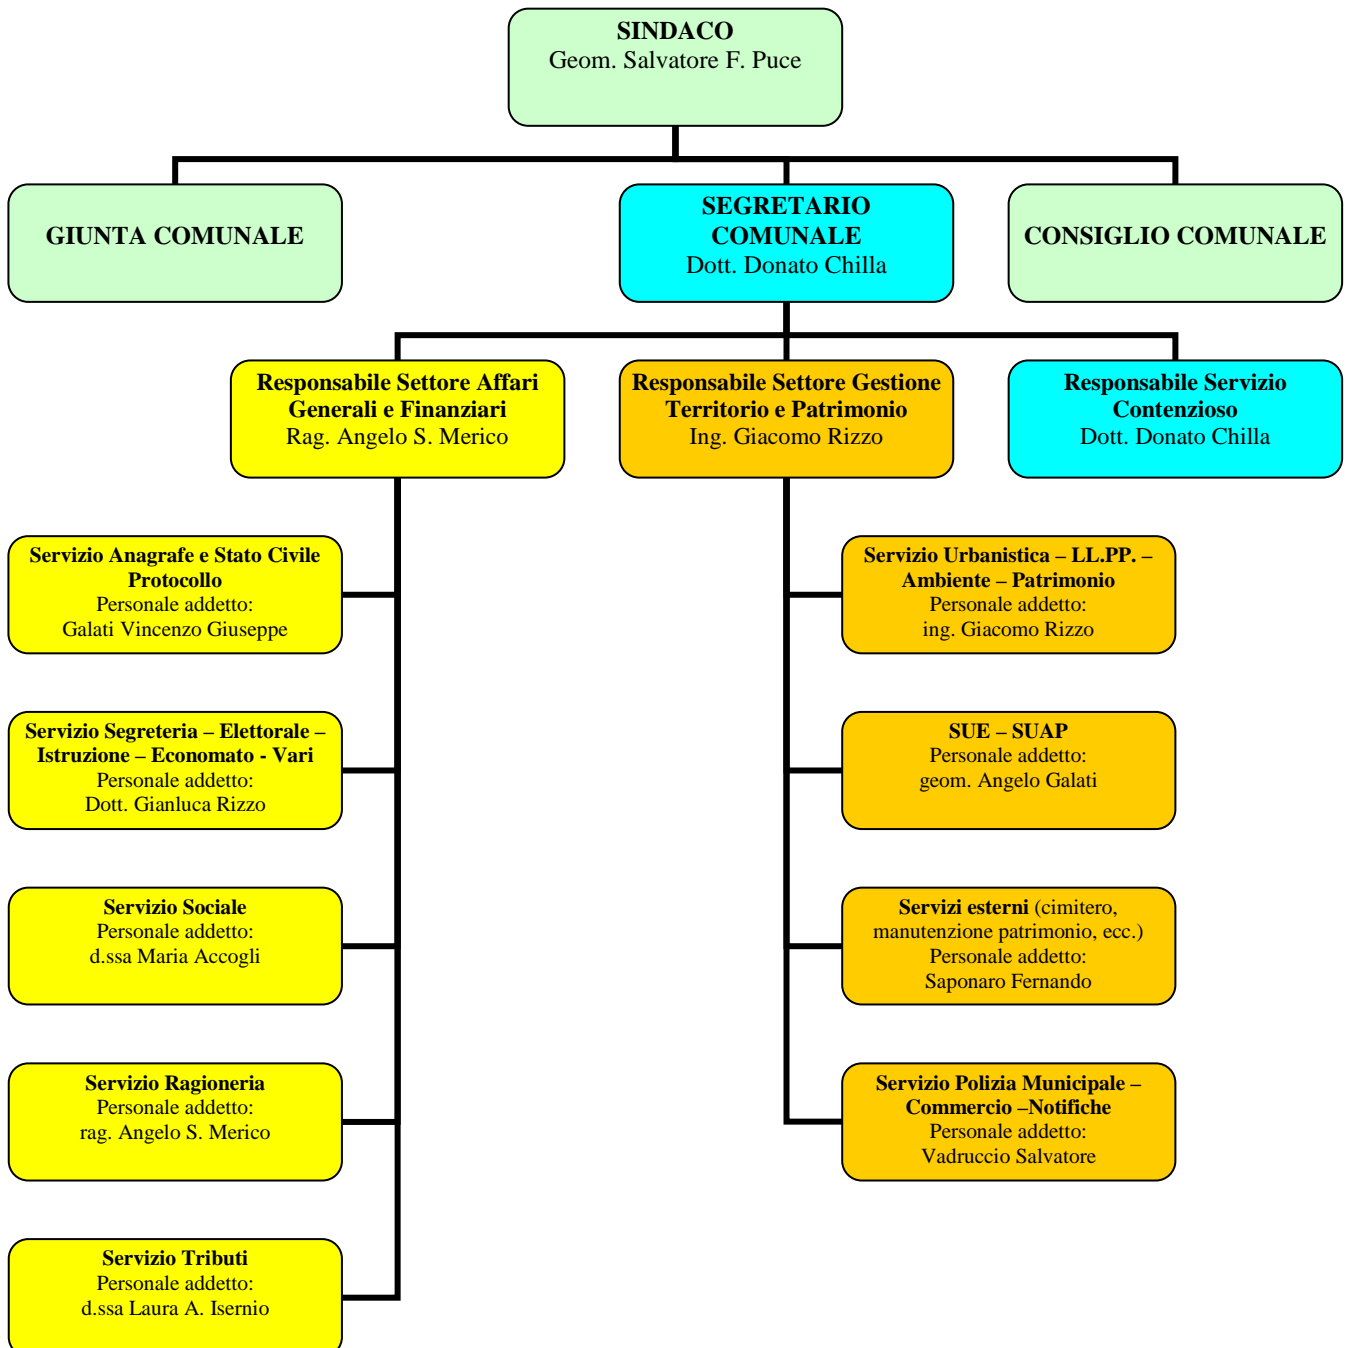 SINDACO
Geom. Salvatore F. Puce
GIUNTA COMUNALE
SEGRETARIO
COMUNALE
Dott. Donato Chilla
CONSIGLIO COMUNALE
Responsabile Settore Affari
Generali e Finanziari
Rag. Angelo S. Merico
Responsabile Settore Gestione
Territorio e Patrimonio
Ing. Giacomo Rizzo
Responsabile Servizio
Contenzioso
Dott. Donato Chilla
Servizio Anagrafe e Stato Civile
Protocollo
Personale addetto:
Galati Vincenzo Giuseppe
Servizio Segreteria – Elettorale –
Istruzione – Economato - Vari
Personale addetto:
Dott. Gianluca Rizzo
Servizio Sociale
Personale addetto:
d.ssa Maria Accogli
Servizio Ragioneria
Personale addetto:
rag. Angelo S. Merico
Servizio Tributi
Personale addetto:
d.ssa Laura A. Isernio
Servizio Urbanistica – LL.PP. –
Ambiente – Patrimonio
Personale addetto:
ing. Giacomo Rizzo
SUE – SUAP
Personale addetto:
geom. Angelo Galati
Servizi esterni (cimitero,
manutenzione patrimonio, ecc.)
Personale addetto:
Saponaro Fernando
Servizio Polizia Municipale –
Commercio –Notifiche
Personale addetto:
Vadruccio Salvatore